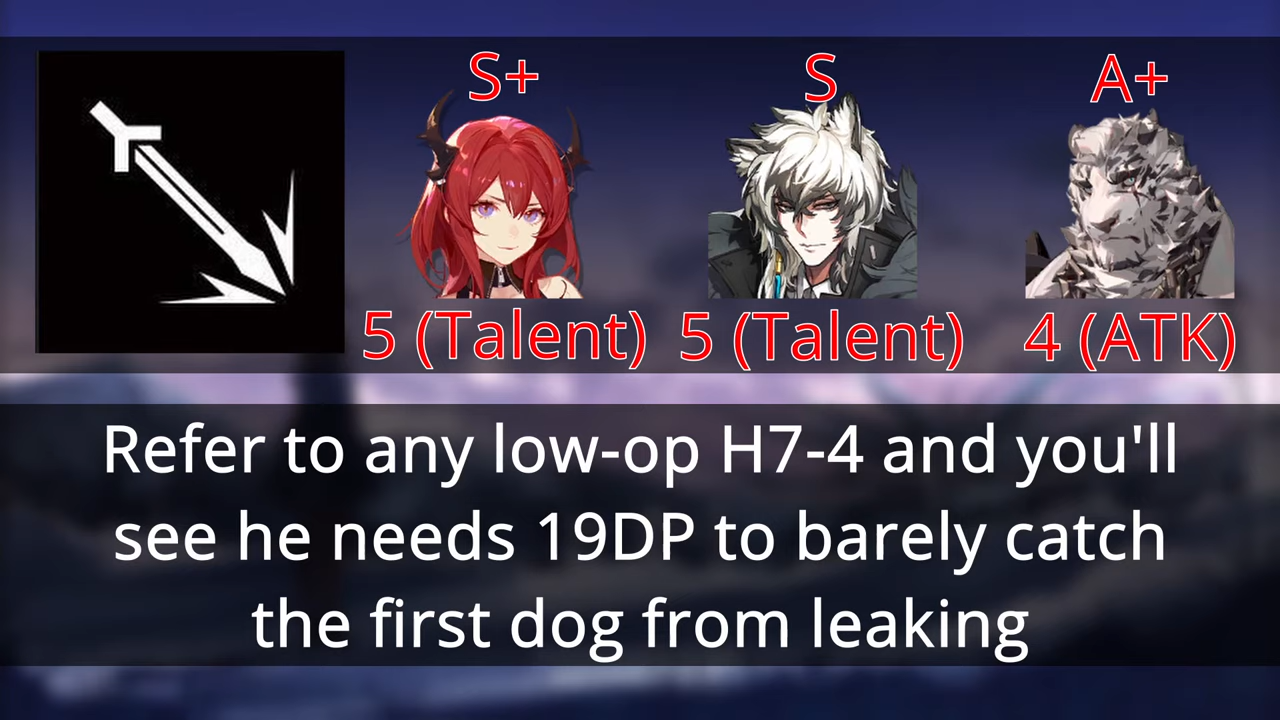 S+ S A+
5 (Talent) 5 (Talent) 4 (ATK)
Refer to any low-op H7-4 and you'll
see he needs 19DP to barely catch
the first dog from leaking